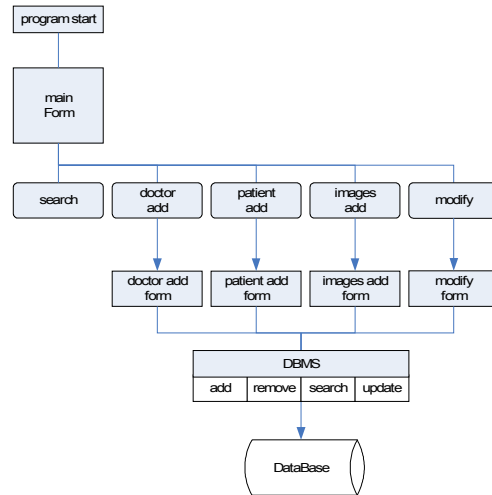 program start
main
Form
search
doctor
add
patient
add
images
add
modify
doctor add
form
patient add
form
images add
form
modify
form
DBMS
add
remove
search
update
DataBase